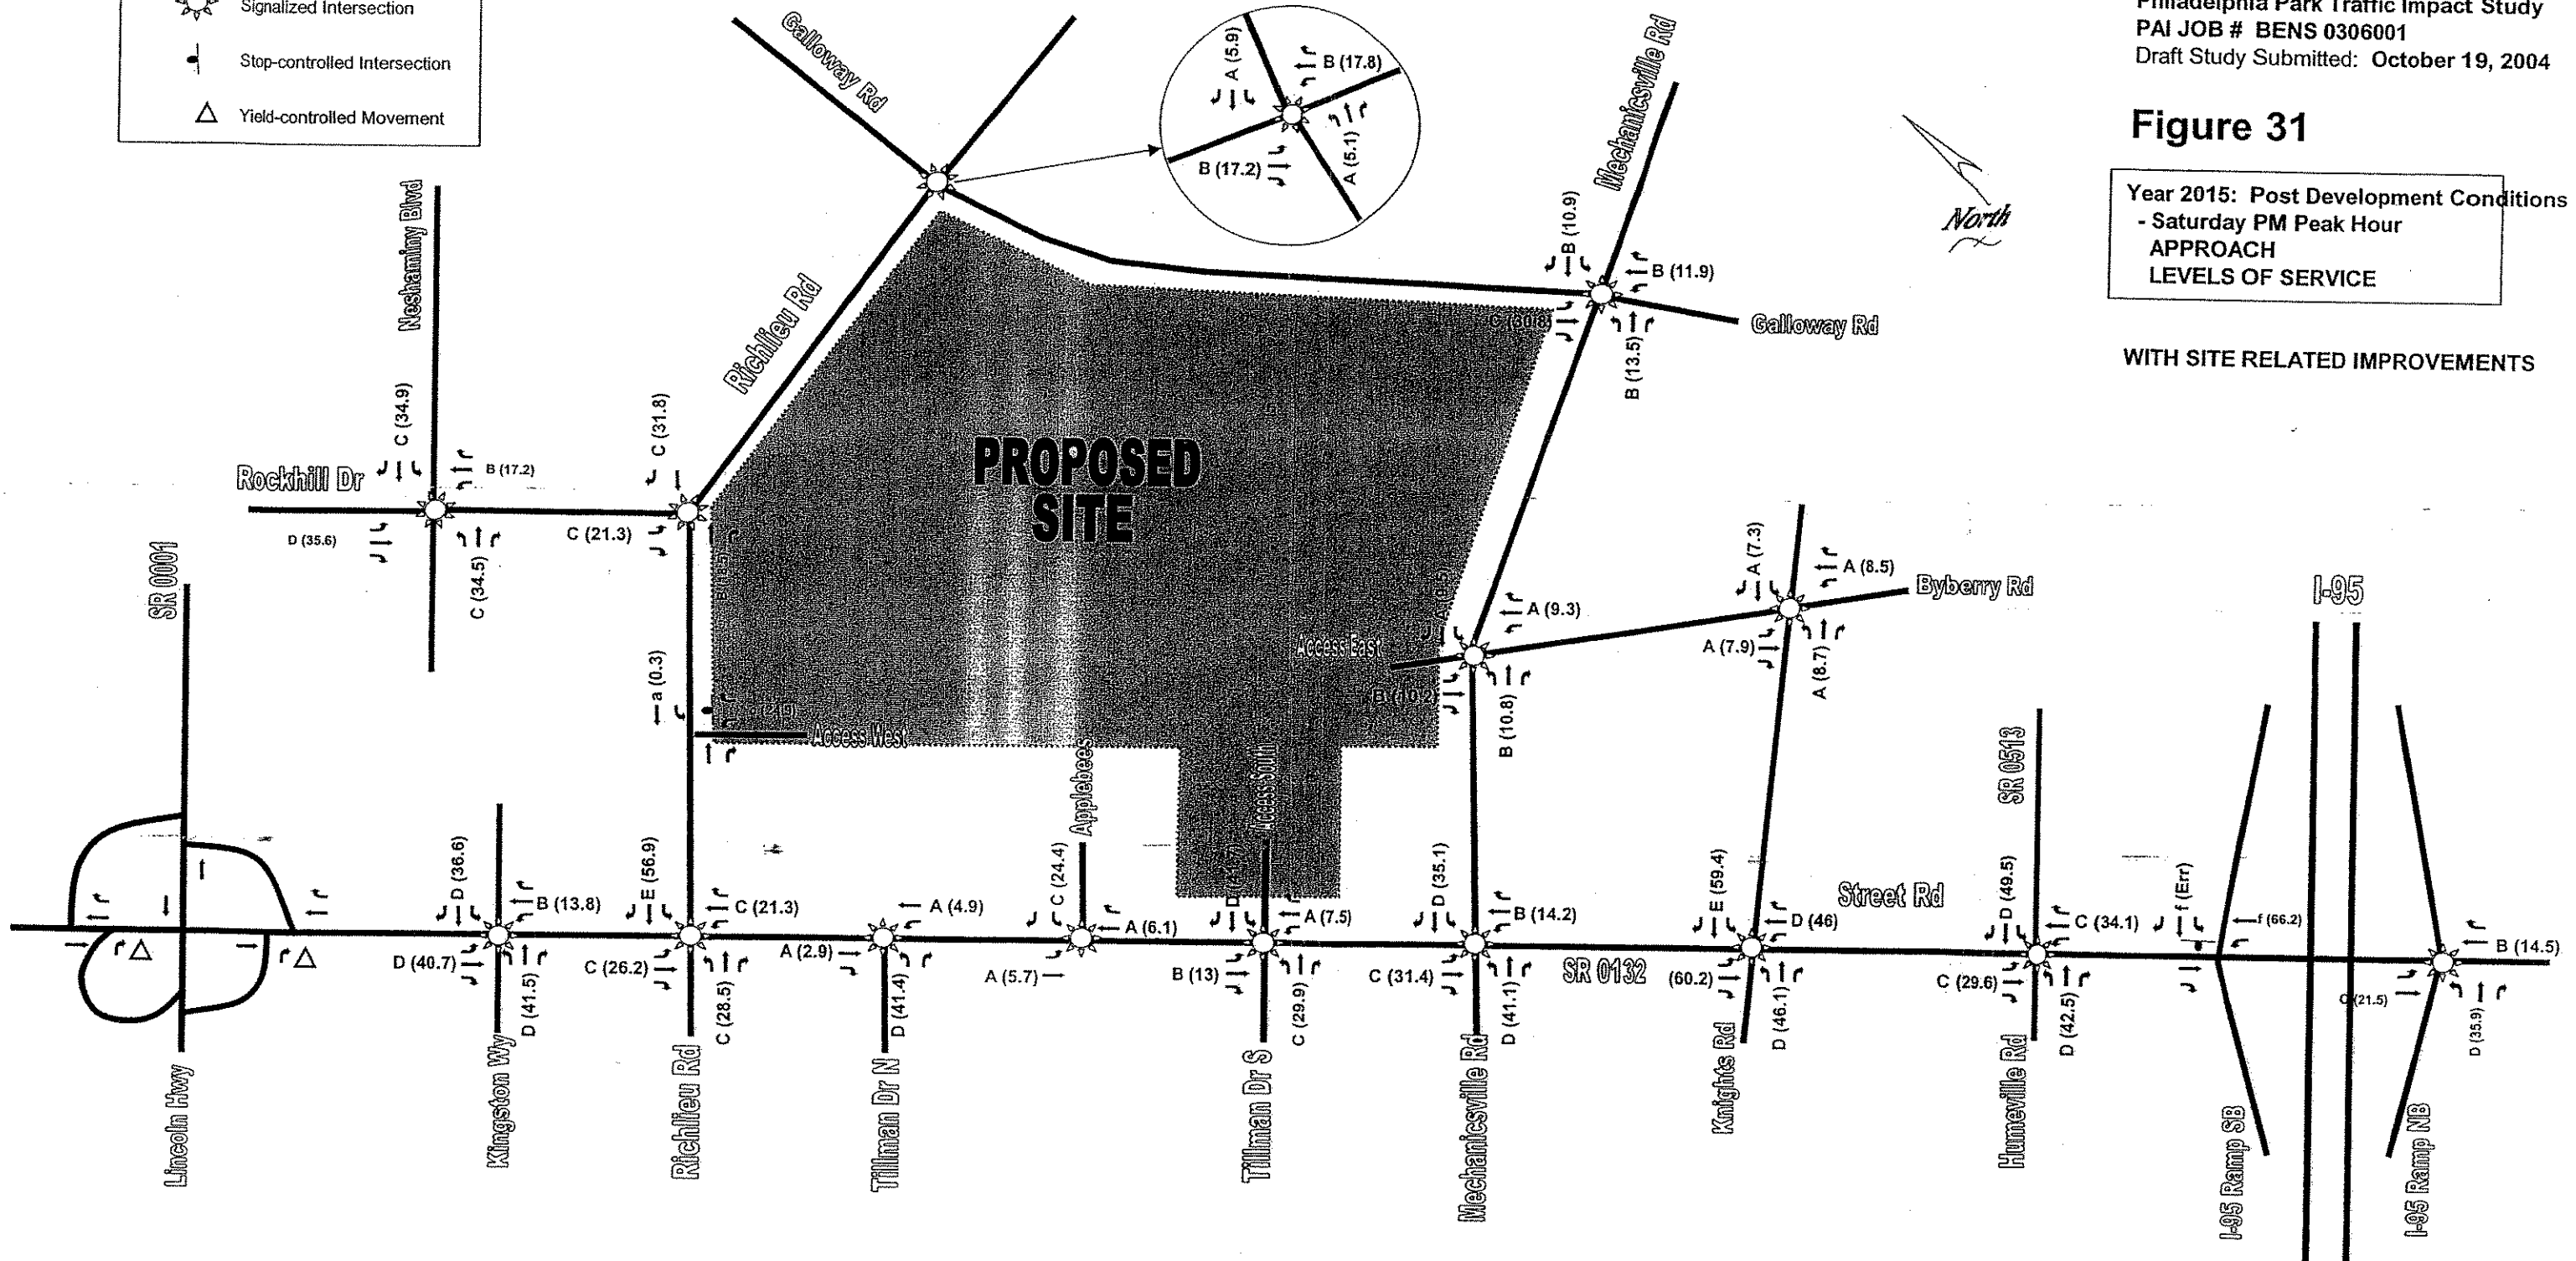 Signalized Intersection
Stop-controlled Intersection
Yield-controlled Movement
Philadelphia Park Traffic Impact Study
PAI JOB # BENS 0306001
Draft Study Submitted: October 19, 2004
Figure 31
Year 2015: Post Development Conditions
- Saturday PM Peak Hour
APPROACH
LEVELS OF SERVICE
WITH SITE RELATED IMPROVEMENTS
North
Galloway Rd
A (5.9)
B (17.8)
B (17.2)
A (5.1)
Mechanicsville Rd
B (10.9)
B (11.9)
C (30.8)
B (13.5)
Galloway Rd
Neshaminy Blvd
Richlieu Rd
C (34.9)
B (17.2)
Rockhill Dr
D (35.6)
C (34.5)
C (31.8)
C (21.3)
PROPOSED
SITE
SR 0001
a (0.3)
Access West
Access East
A (9.3)
B (10.2)
B (10.8)
A (7.3)
A (8.5)
Byberry Rd
A (7.9)
A (8.7)
I-95
SR 0513
Applebees
Access South
D (36.6)
B (13.8)
D (40.7)
D (41.5)
E (56.9)
C (21.3)
C (26.2)
C (28.5)
A (4.9)
A (2.9)
D (41.4)
C (24.4)
A (6.1)
A (5.7)
A (7.5)
B (13)
C (29.9)
D (35.1)
B (14.2)
C (31.4)
D (41.1)
SR 0132
E (59.4)
D (46)
(60.2)
D (46.1)
Street Rd
D (49.5)
C (34.1)
C (29.6)
D (42.5)
f (Err)
f (66.2)
B (14.5)
C (21.5)
D (35.9)
Lincoln Hwy
Kingston Wy
Richlieu Rd
Tillman Dr N
Tillman Dr S
Mechanicsville Rd
Knights Rd
Humeville Rd
I-95 Ramp SB
I-95 Ramp NB